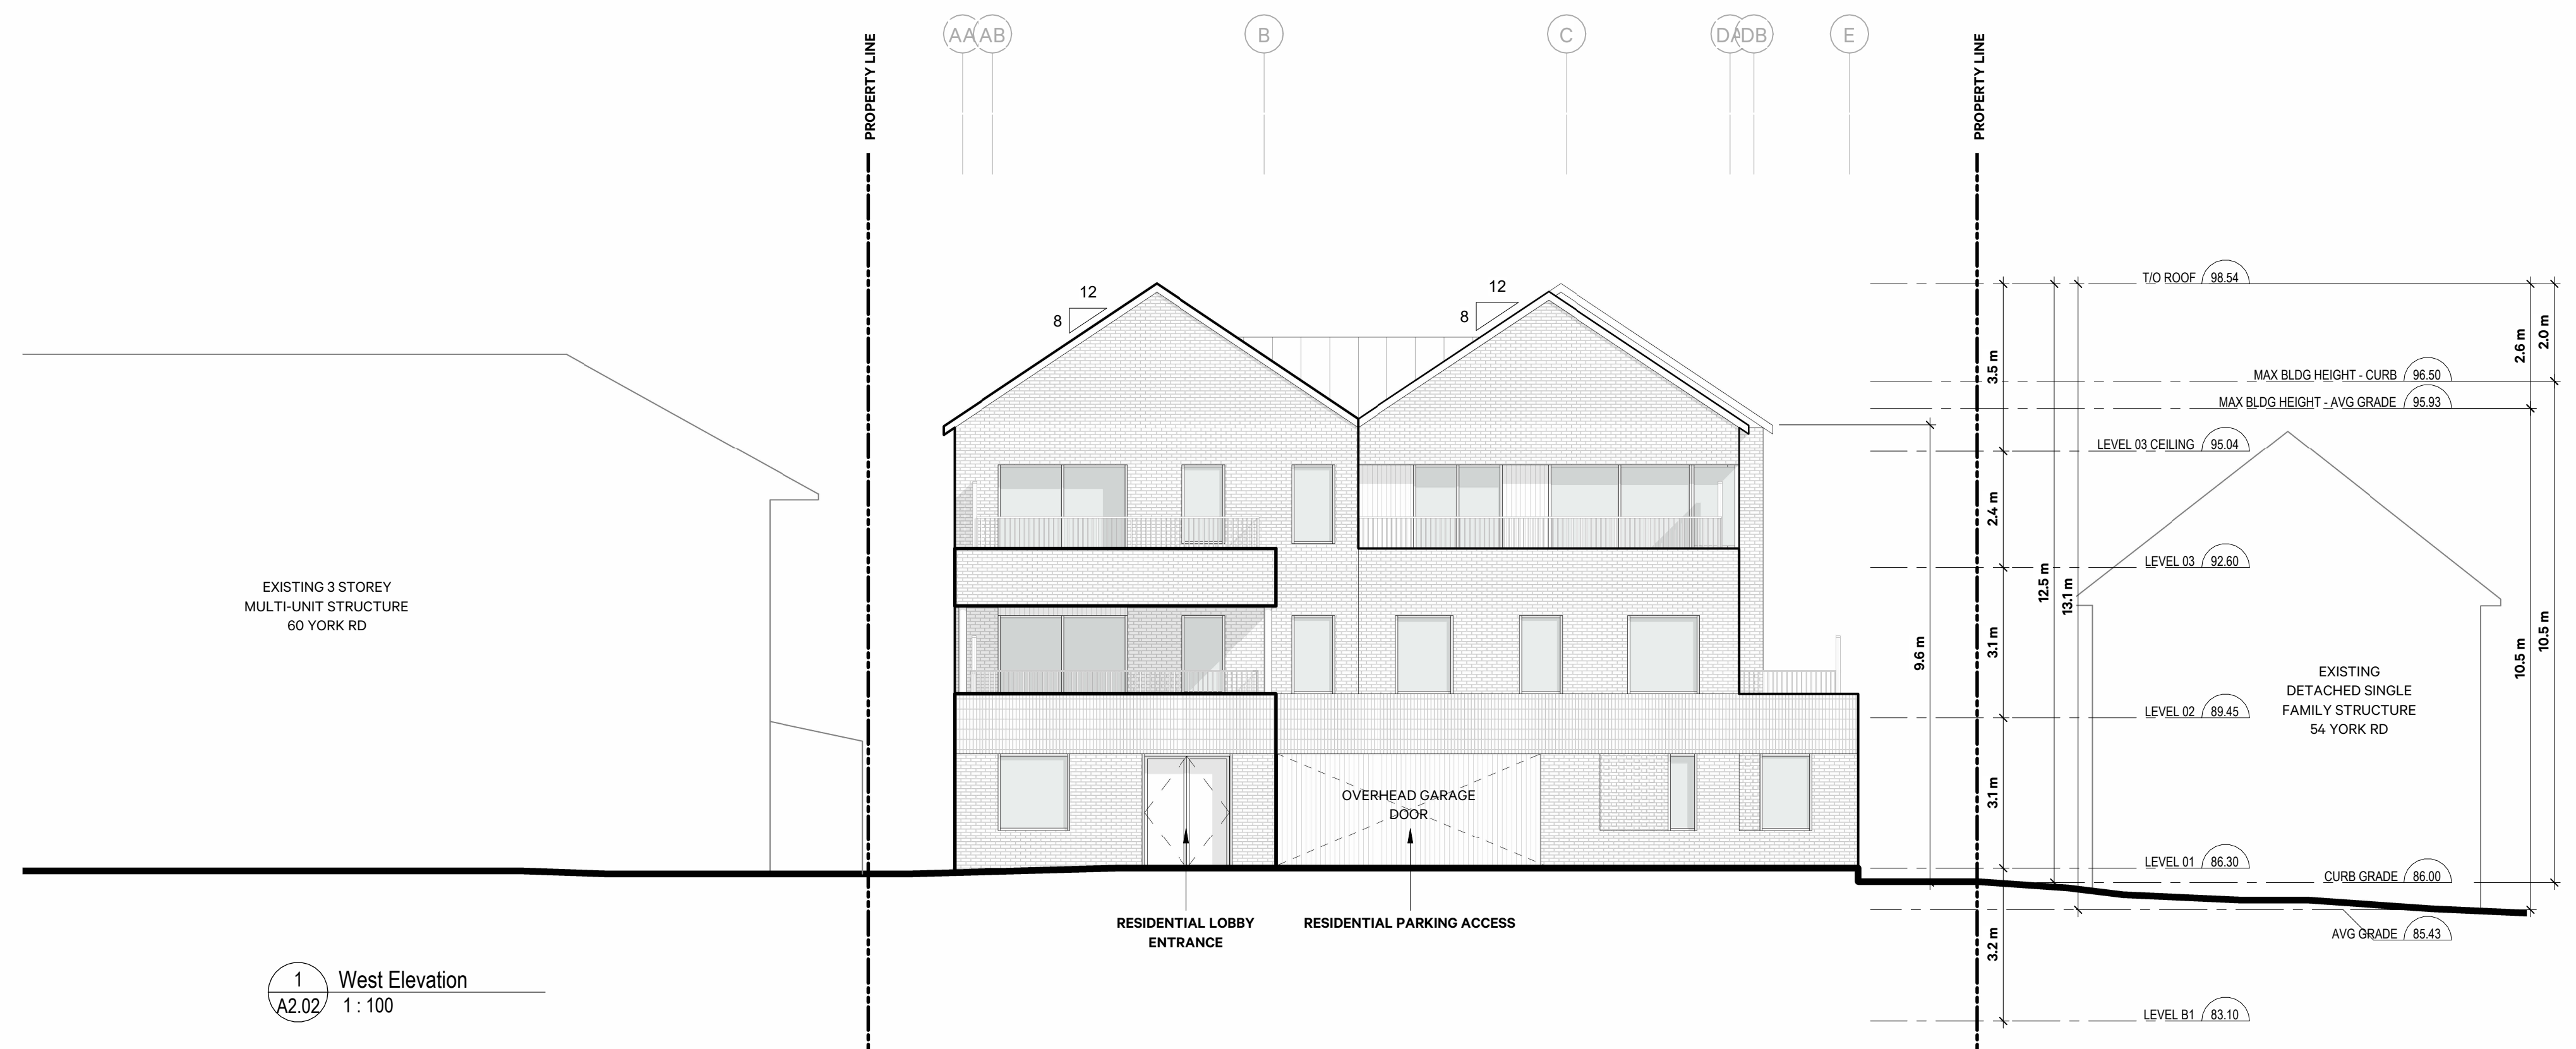 PROPERTY LINE
AA
AB
B
C
DA
DB
E
PROPERTY LINE
12
8
12
8
T/O ROOF 98.54
MAX BLDG HEIGHT - CURB 96.50
MAX BLDG HEIGHT - AVG GRADE 95.93
LEVEL 03 CEILING 95.04
LEVEL 03 92.60
LEVEL 02 89.45
LEVEL 01 86.30
CURB GRADE 86.00
AVG GRADE 85.43
LEVEL B1 83.10
9.6 m
3.5 m
2.4 m
3.1 m
3.1 m
3.2 m
12.5 m
13.1 m
2.6 m
10.5 m
2.0 m
10.5 m
EXISTING 3 STOREY
MULTI-UNIT STRUCTURE
60 YORK RD
OVERHEAD GARAGE
DOOR
EXISTING
DETACHED SINGLE
FAMILY STRUCTURE
54 YORK RD
RESIDENTIAL LOBBY
ENTRANCE
RESIDENTIAL PARKING ACCESS
1
A2.02
West Elevation
1 : 100